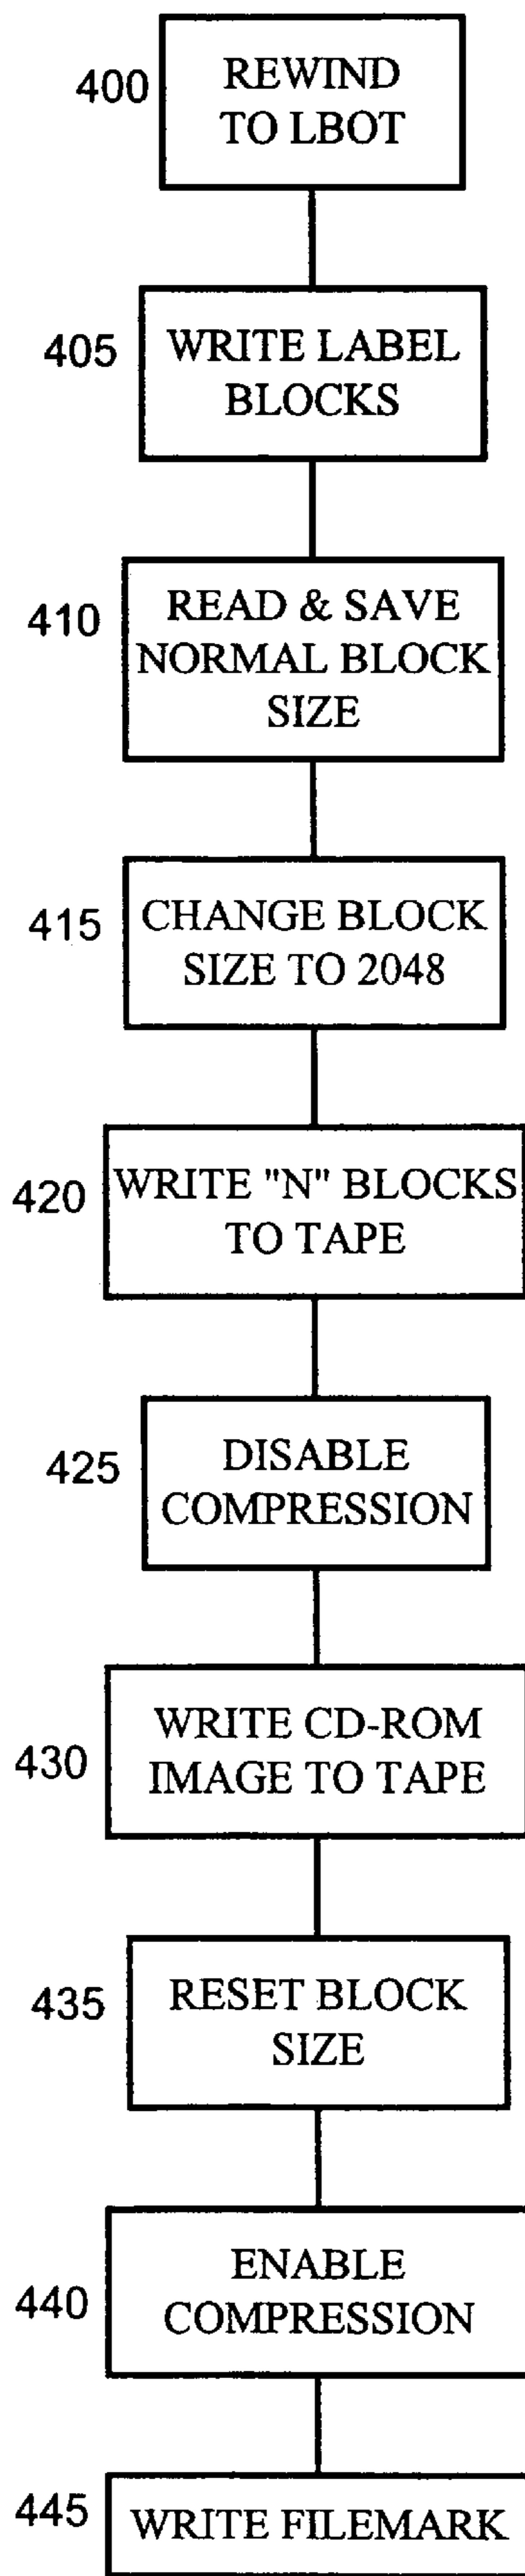 400
REWIND
TO LBOT
405
WRITE LABEL
BLOCKS
410
READ & SAVE
NORMAL BLOCK
SIZE
415
CHANGE BLOCK
SIZE TO 2048
420
WRITE "N" BLOCKS
TO TAPE
425
DISABLE
COMPRESSION
430
WRITE CD-ROM
IMAGE TO TAPE
435
RESET BLOCK
SIZE
440
ENABLE
COMPRESSION
445
WRITE FILEMARK